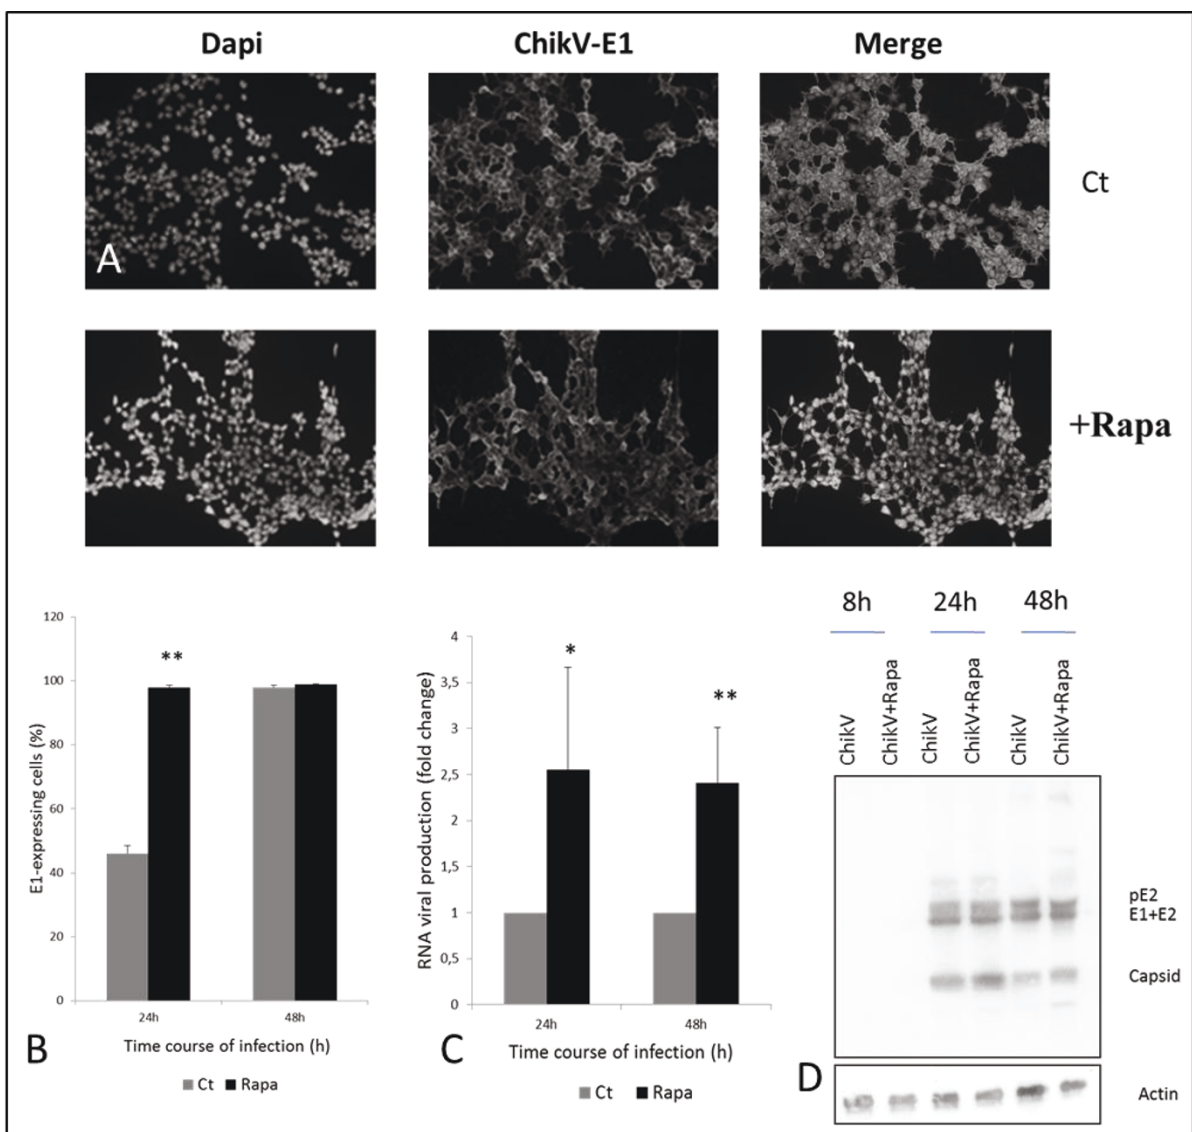 Dapi ChikV-E1 Merge
Ct
A
+Rapa
120
100
80
60
40
20
0
E1-expressing cells (%)
**
24h 48h
Time course of infection (h)
Ct Rapa
B
4
3,5
3
2,5
2
1,5
1
0,5
0
RNA viral production (fold change)
*
**
24h 48h
Time course of infection (h)
Ct Rapa
C
8h 24h 48h
ChikV
ChikV+Rapa
ChikV
ChikV+Rapa
ChikV
ChikV+Rapa
pE2
E1+E2
Capsid
D
Actin